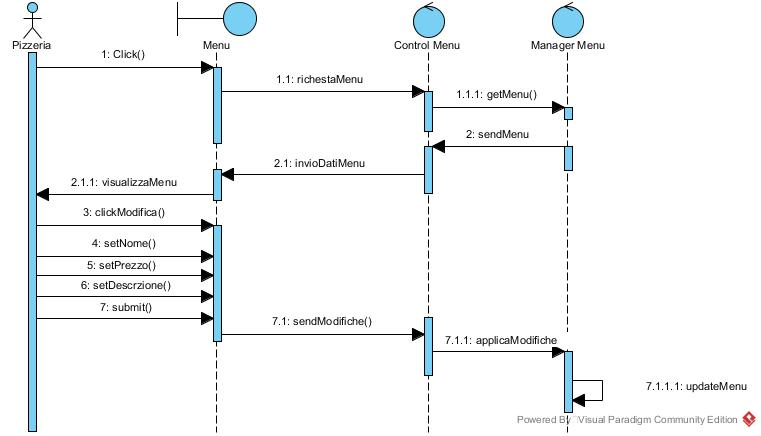 Pizzeria
Menu
Control Menu
Manager Menu
1: Click()
1.1: richestaMenu
1.1.1: getMenu()
2: sendMenu
2.1: invioDatiMenu
2.1.1: visualizzaMenu
3: clickModifica()
4: setNome()
5: setPrezzo()
6: setDescrzione()
7: submit()
7.1: sendModifiche()
7.1.1: applicaModifiche
7.1.1.1: updateMenu
Powered By Visual Paradigm Community Edition